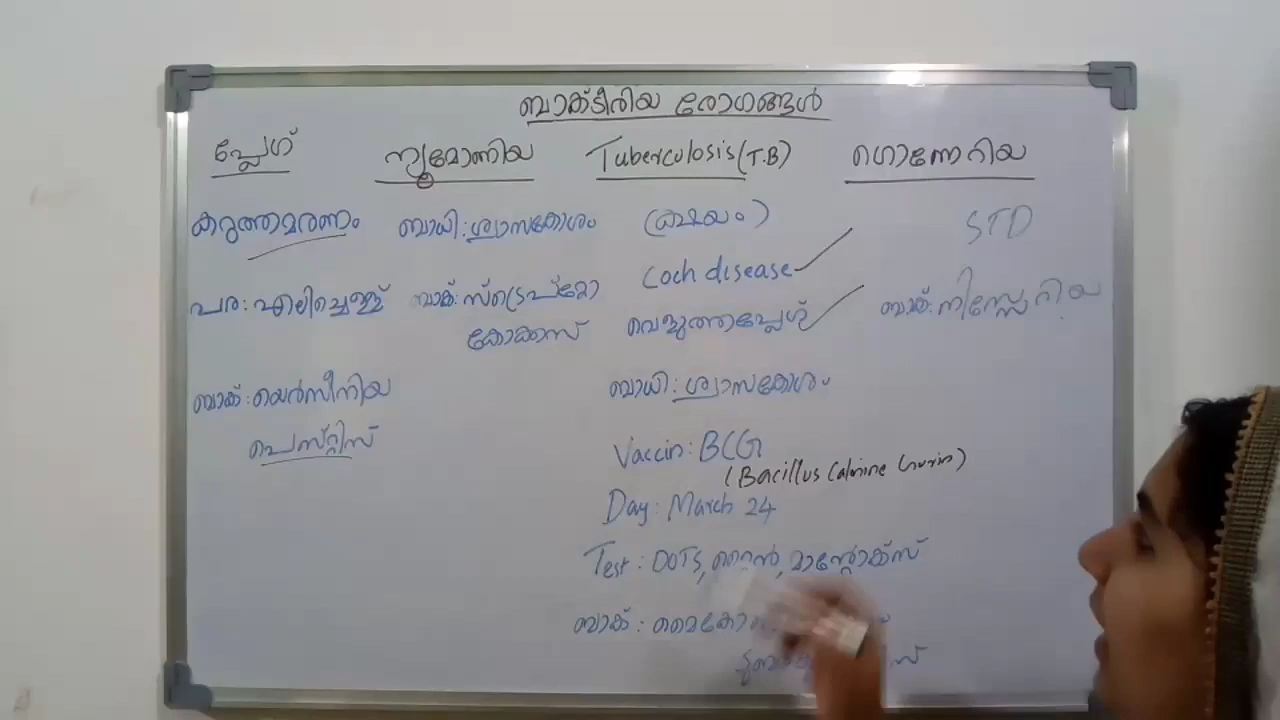 ബാക്ടീരിയ രോഗങ്ങൾ
പ്ലേഗ്
കറുത്തമരണം
പര: എലിച്ചെള്ള്
ബാക്: യെർസീനിയ
പെസ്റ്റിസ്
ന്യുമോണിയ
ബാധി: ശ്വാസകോശം
ബാക്: സ്ട്രെപ്റ്റോ
കോക്കസ്
Tuberculosis (T.B)
(ക്ഷയം)
Coch disease
വെളുത്തപ്ലേഗ്
ബാധി: ശ്വാസകോശം
Vaccin: BCG
(Bacillus Calmine
Day: March 24
Test: DOTS, റ്റൈൻ, മാന്റോക്സ്
ബാക്:
ഗൊണേറിയ
STD
ബാക്: നിസ്സേറിയ